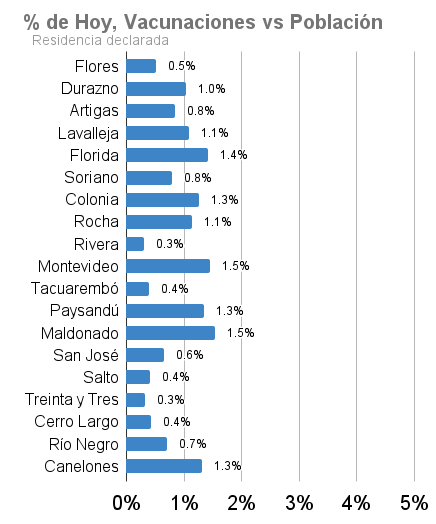 % de Hoy, Vacunaciones vs Población
Residencia declarada
Flores 0.5%
Durazno 1.0%
Artigas 0.8%
Lavalleja 1.1%
Florida 1.4%
Soriano 0.8%
Colonia 1.3%
Rocha 1.1%
Rivera 0.3%
Montevideo 1.5%
Tacuarembó 0.4%
Paysandú 1.3%
Maldonado 1.5%
San José 0.6%
Salto 0.4%
Treinta y Tres 0.3%
Cerro Largo 0.4%
Río Negro 0.7%
Canelones 1.3%
0% 1% 2% 3% 4% 5%